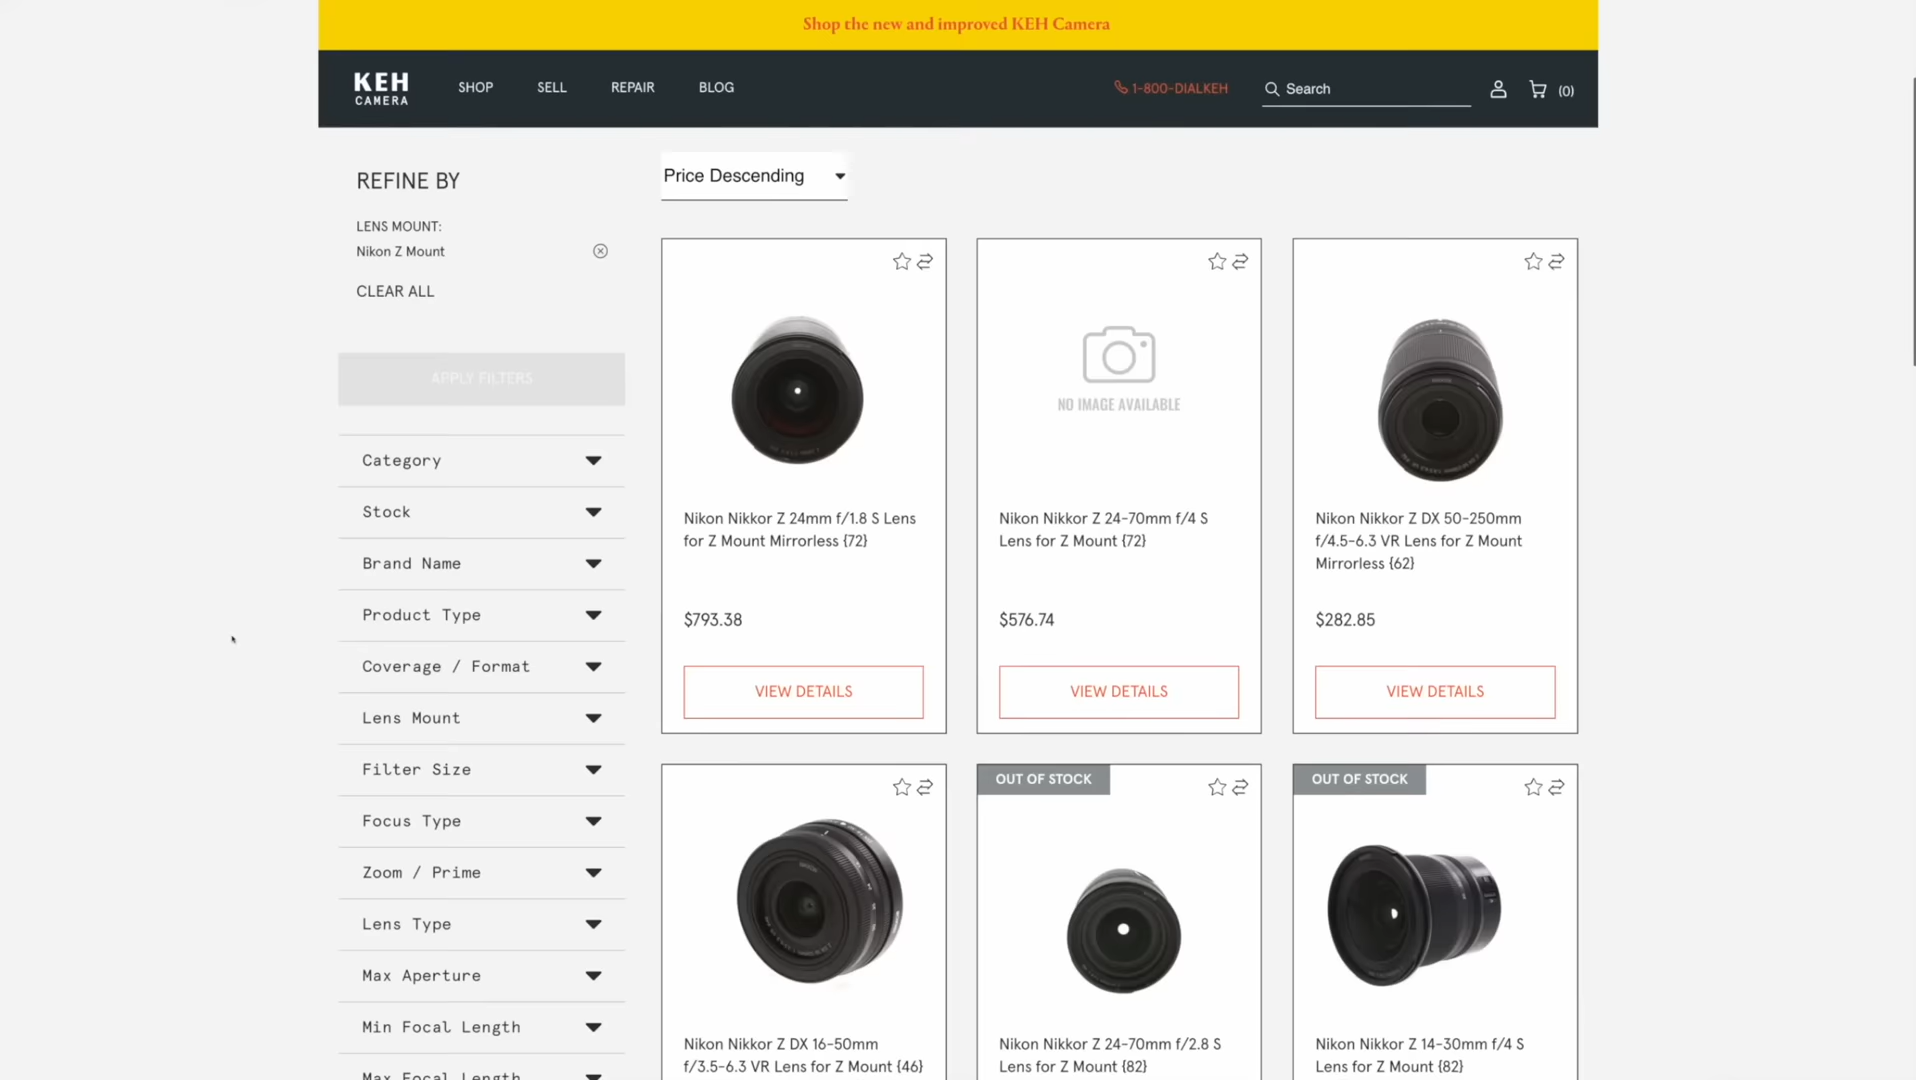 Shop the new and improved KEH Camera
KEH
CAMERA
SHOP
SELL
REPAIR
BLOG
1-800-DIALKEH
Search
(0)
REFINE BY
LENS MOUNT:
Nikon Z Mount
CLEAR ALL
APPLY FILTERS
Category
Stock
Brand Name
Product Type
Coverage / Format
Lens Mount
Filter Size
Focus Type
Zoom / Prime
Lens Type
Max Aperture
Min Focal Length
Max Focal Length
Price Descending
Nikon Nikkor Z 24mm f/1.8 S Lens
for Z Mount Mirrorless {72}
$793.38
VIEW DETAILS
NO IMAGE AVAILABLE
Nikon Nikkor Z 24-70mm f/4 S
Lens for Z Mount {72}
$576.74
VIEW DETAILS
Nikon Nikkor Z DX 50-250mm
f/4.5-6.3 VR Lens for Z Mount
Mirrorless {62}
$282.85
VIEW DETAILS
Nikon Nikkor Z DX 16-50mm
f/3.5-6.3 VR Lens for Z Mount {46}
OUT OF STOCK
Nikon Nikkor Z 24-70mm f/2.8 S
Lens for Z Mount {82}
OUT OF STOCK
Nikon Nikkor Z 14-30mm f/4 S
Lens for Z Mount {82}